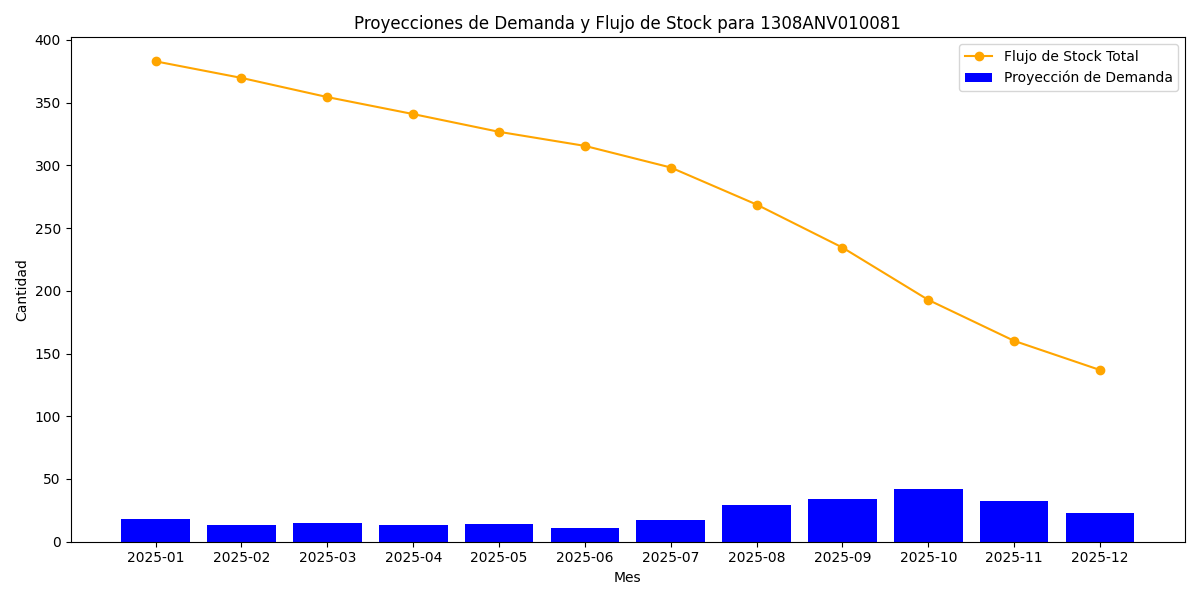 Proyecciones de Demanda y Flujo de Stock para 1308ANV010081
Flujo de Stock Total
Proyección de Demanda
Cantidad
400
350
300
250
200
150
100
50
0
2025-01 2025-02 2025-03 2025-04 2025-05 2025-06 2025-07 2025-08 2025-09 2025-10 2025-11 2025-12
Mes